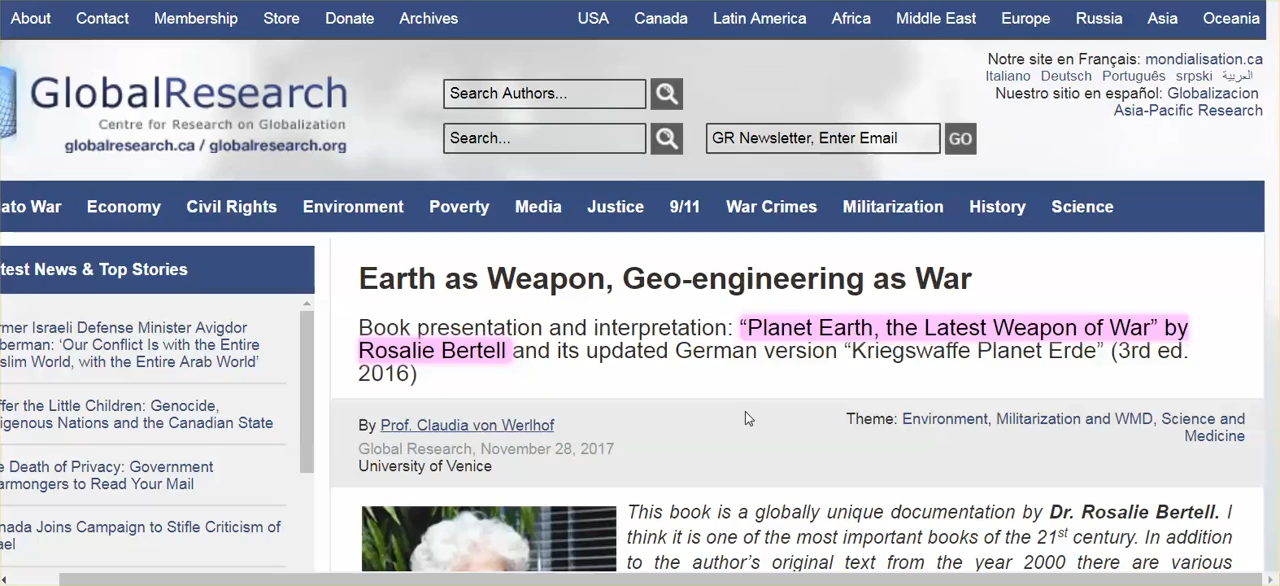 About Contact Membership Store Donate Archives USA Canada Latin America Africa Middle East Europe Russia Asia Oceania
Notre site en Français: mondialisation.ca
Italiano Deutsch Português srpski العربية
Nuestro sitio en español: Globalizacion
Asia-Pacific Research
GlobalResearch
Centre for Research on Globalization
globalresearch.ca / globalresearch.org
Search Authors...
Search...
GR Newsletter, Enter Email GO
ato War Economy Civil Rights Environment Poverty Media Justice 9/11 War Crimes Militarization History Science
test News & Top Stories
rmer Israeli Defense Minister Avigdor
berman: ‘Our Conflict Is with the Entire
slim World, with the Entire Arab World’
ffer the Little Children: Genocide,
igenous Nations and the Canadian State
e Death of Privacy: Government
armongers to Read Your Mail
nada Joins Campaign to Stifle Criticism of
ael
Earth as Weapon, Geo-engineering as War
Book presentation and interpretation: “Planet Earth, the Latest Weapon of War” by
Rosalie Bertell and its updated German version “Kriegswaffe Planet Erde” (3rd ed.
2016)
By Prof. Claudia von Werlhof
Global Research, November 28, 2017
University of Venice
Theme: Environment, Militarization and WMD, Science and
Medicine
This book is a globally unique documentation by Dr. Rosalie Bertell. I
think it is one of the most important books of the 21st century. In addition
to the author’s original text from the year 2000 there are various